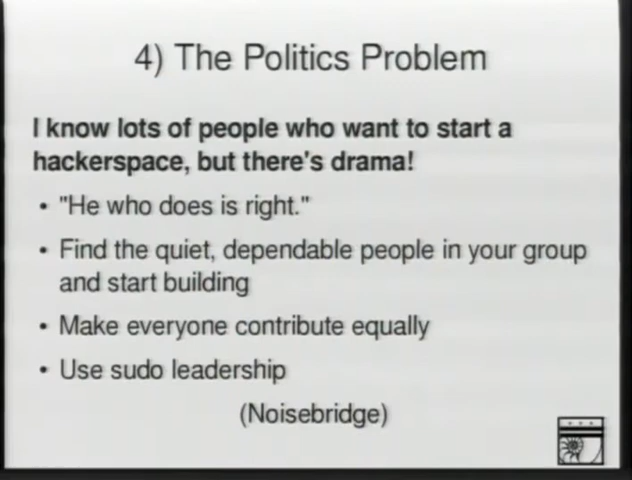 4) The Politics Problem
I know lots of people who want to start a
hackerspace, but there's drama!
• "He who does is right."
• Find the quiet, dependable people in your group
and start building
• Make everyone contribute equally
• Use sudo leadership
(Noisebridge)